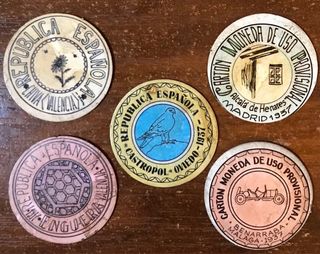 REPUBLICA ESPAÑOLA
(VALENCIA)
CARTON MONEDA DE USO PROVISIONAL
Alcalá de Henares
MADRID 1937
REPUBLICA ESPAÑOLA
CASTROPOL · OVIEDO · 1937
REPUBLICA ESPAÑOLA
ENGUERA
CARTON MONEDA DE USO PROVISIONAL
BENARRABA
MALAGA-1937